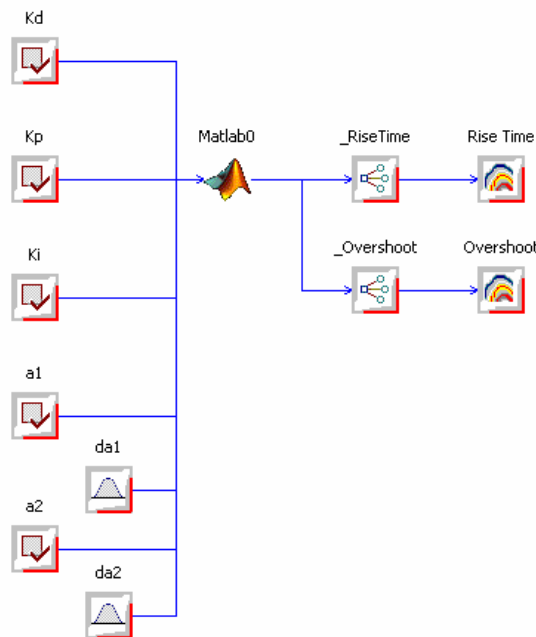 Kd
Kp
Matlab0
_RiseTime
Rise Time
Ki
_Overshoot
Overshoot
a1
da1
a2
da2